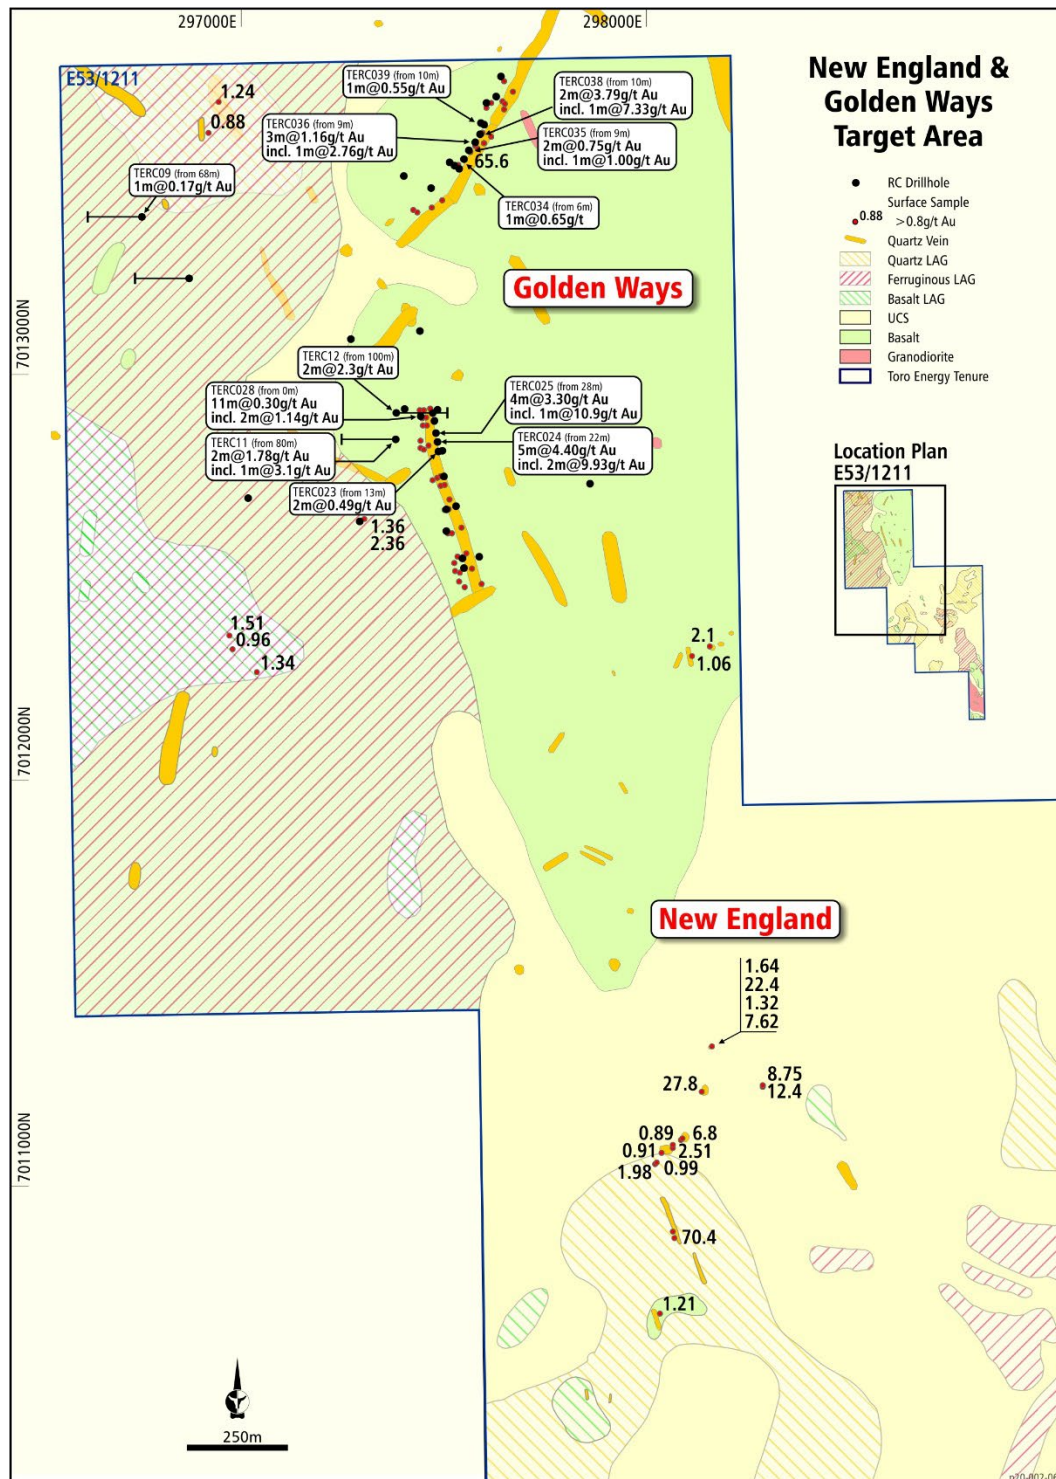 297000E
298000E
E53/1211
New England &
Golden Ways
Target Area
RC Drillhole
Surface Sample
0.88 >0.8g/t Au
Quartz Vein
Quartz LAG
Ferruginous LAG
Basalt LAG
UCS
Basalt
Granodiorite
Toro Energy Tenure
Location Plan
E53/1211
1.24
0.88
TERC039 (from 10m)
1m@0.55g/t Au
TERC038 (from 10m)
2m@3.79g/t Au
incl. 1m@7.33g/t Au
TERC036 (from 9m)
3m@1.16g/t Au
incl. 1m@2.76g/t Au
TERC035 (from 9m)
2m@0.75g/t Au
incl. 1m@1.00g/t Au
65.6
TERC09 (from 68m)
1m@0.17g/t Au
TERC034 (from 6m)
1m@0.65g/t
Golden Ways
7013000N
TERC12 (from 100m)
2m@2.3g/t Au
TERC028 (from 0m)
11m@0.30g/t Au
incl. 2m@1.14g/t Au
TERC025 (from 28m)
4m@3.30g/t Au
incl. 1m@10.9g/t Au
TERC11 (from 80m)
2m@1.78g/t Au
incl. 1m@3.1g/t Au
TERC024 (from 22m)
5m@4.40g/t Au
incl. 2m@9.93g/t Au
TERC023 (from 13m)
2m@0.49g/t Au
1.36
2.36
1.51
0.96
1.34
2.1
1.06
7012000N
New England
1.64
22.4
1.32
7.62
27.8
8.75
12.4
0.89
6.8
0.91
2.51
1.98
0.99
7011000N
70.4
1.21
250m